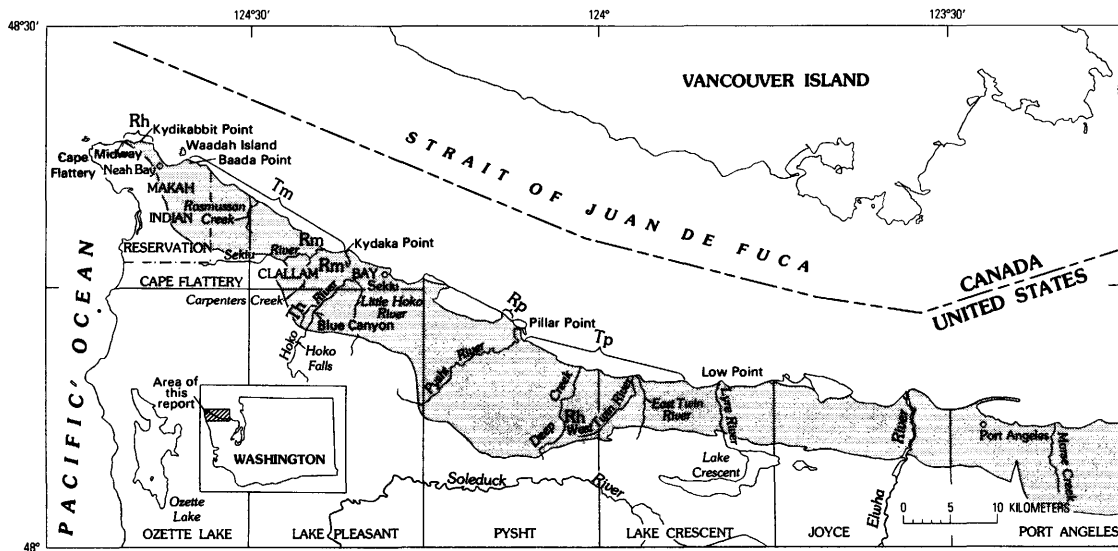 124°30'
124°
123°30'
48°30'
VANCOUVER ISLAND
Rh
Kydikabbit Point
Waadah Island
Baada Point
Cape
Flattery
Midway
Neah Bay
MAKAH
INDIAN
RESERVATION
Rasmussen
Creek
Tm
STRAIT OF JUAN DE FUCA
Sekiu
River
Rm
Kydaka Point
CLALLAM
Rm
BAY
Sekiu
CANADA
UNITED STATES
CAPE FLATTERY
Carpenters Creek
River
Little Hoko
River
Th
Blue Canyon
Hoko
Hoko
Falls
Rp
Pillar Point
Tp
Pysht
River
Low Point
PACIFIC OCEAN
Area of
this
report
WASHINGTON
Ozette
Lake
Deep
Creek
Rh
West
Twin River
East Twin
River
Lyre River
Lake
Crescent
Soleduck
River
Elwha
River
Port Angeles
Morse Creek
0 5 10 KILOMETERS
48°
OZETTE LAKE
LAKE PLEASANT
PYSHT
LAKE CRESCENT
JOYCE
PORT ANGELES